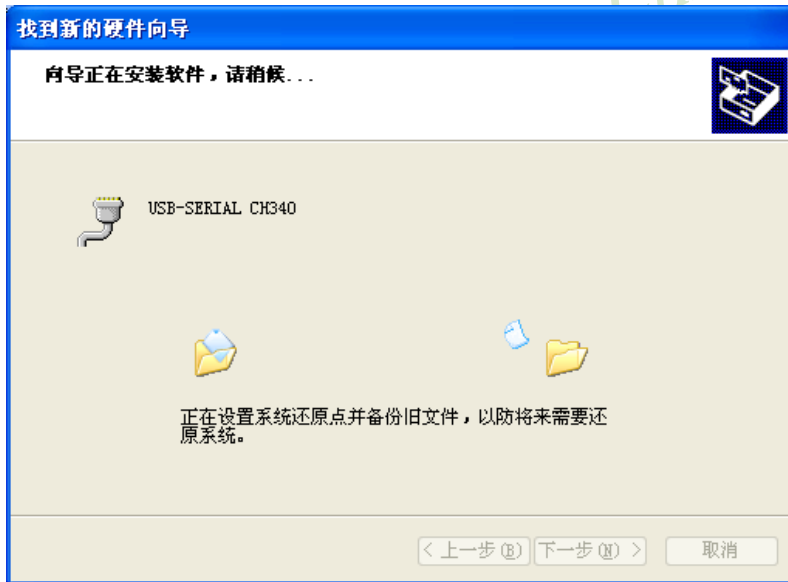 找到新的硬件向导
向导正在安装软件，请稍候...
USB-SERIAL CH340
正在设置系统还原点并备份旧文件，以防将来需要还
原系统。
< 上一步(B) 下一步(N) > 取消